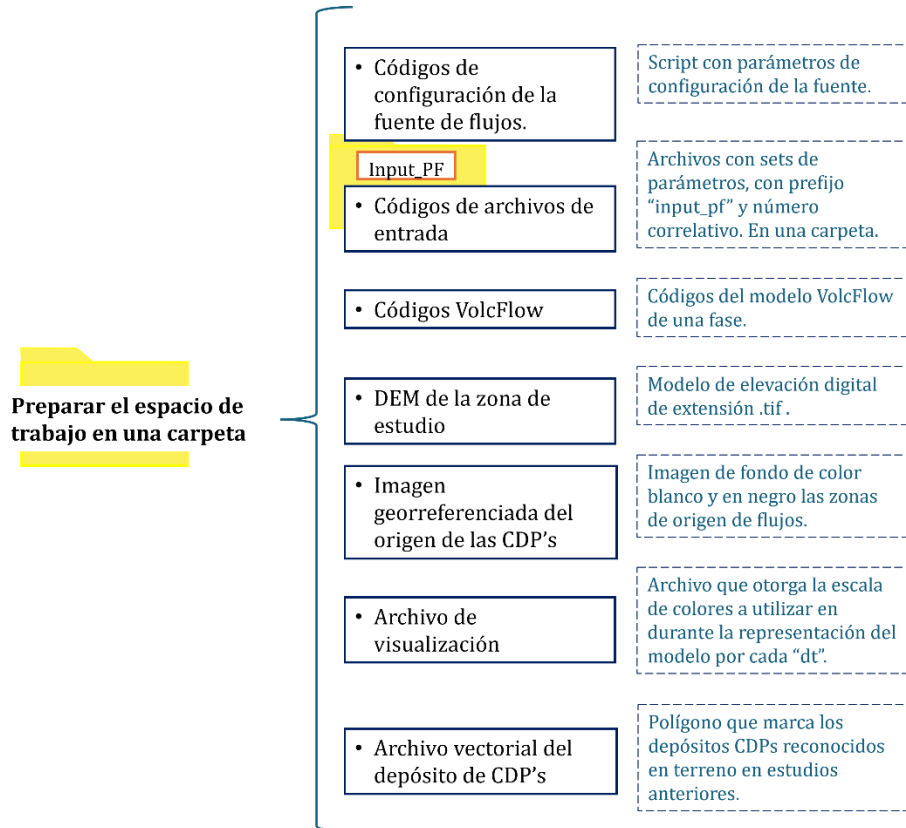 Preparar el espacio de
trabajo en una carpeta
• Códigos de
configuración de la
fuente de flujos.
Script con parámetros de
configuración de la fuente.
Input_PF
• Códigos de archivos de
entrada
Archivos con sets de
parámetros, con prefijo
“input_pf” y número
correlativo. En una carpeta.
• Códigos VolcFlow
Códigos del modelo VolcFlow
de una fase.
• DEM de la zona de
estudio
Modelo de elevación digital
de extensión .tif .
• Imagen
georreferenciada del
origen de las CDP’s
Imagen de fondo de color
blanco y en negro las zonas
de origen de flujos.
• Archivo de
visualización
Archivo que otorga la escala
de colores a utilizar en
durante la representación del
modelo por cada “dt”.
• Archivo vectorial del
depósito de CDP’s
Polígono que marca los
depósitos CDPs reconocidos
en terreno en estudios
anteriores.